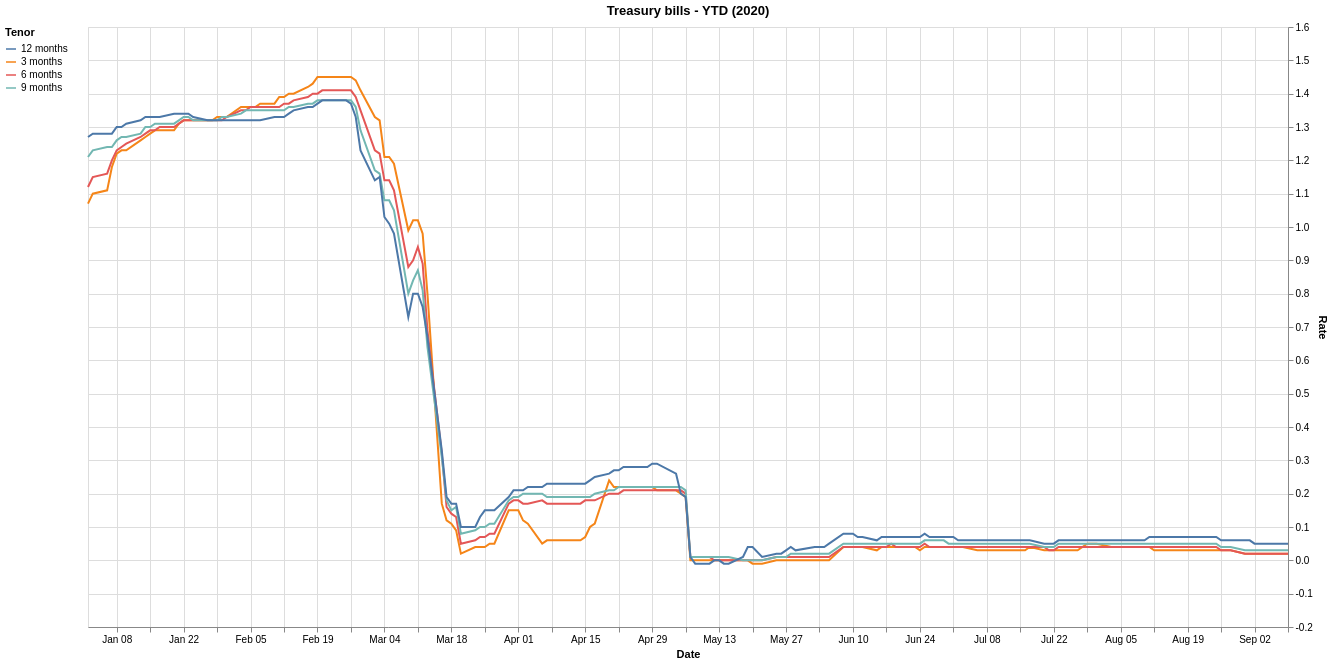 Treasury bills - YTD (2020)
Tenor
12 months
3 months
6 months
9 months
1.6
1.5
1.4
1.3
1.2
1.1
1.0
0.9
0.8
0.7
0.6
0.5
0.4
0.3
0.2
0.1
0.0
-0.1
-0.2
Rate
Jan 08 Jan 22 Feb 05 Feb 19 Mar 04 Mar 18 Apr 01 Apr 15 Apr 29 May 13 May 27 Jun 10 Jun 24 Jul 08 Jul 22 Aug 05 Aug 19 Sep 02
Date